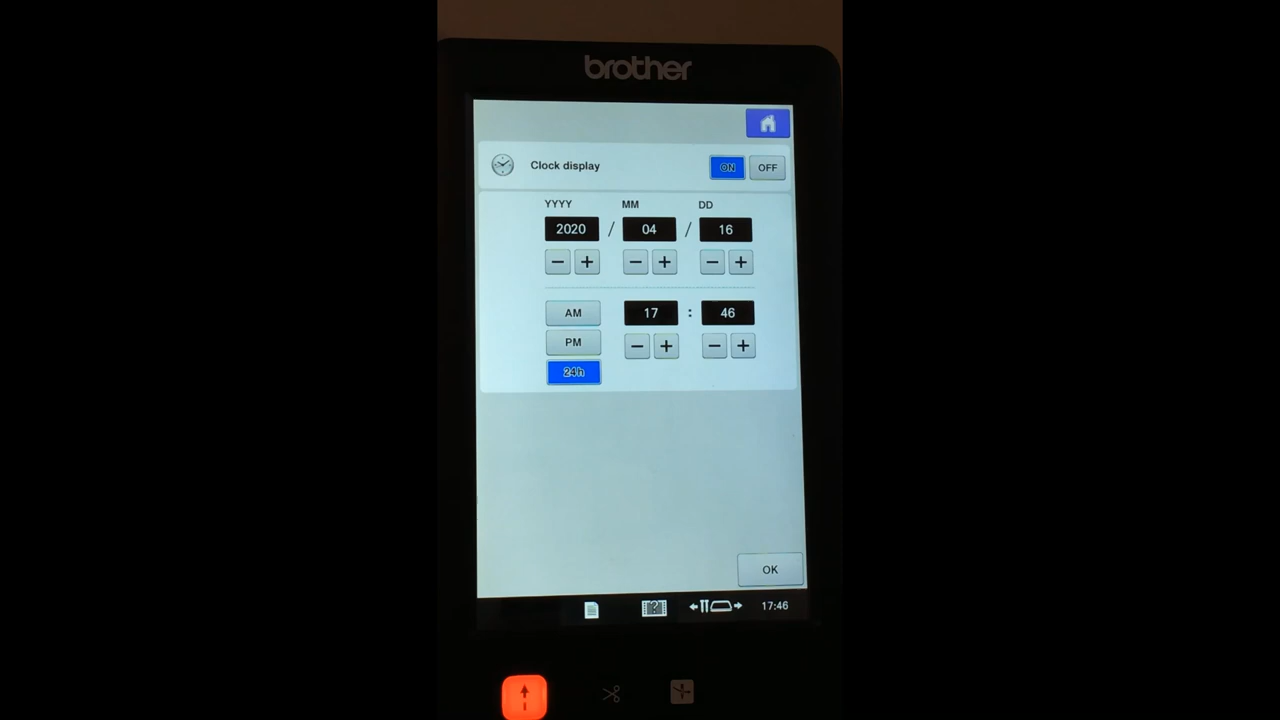 brother
Clock display ON OFF
YYYY MM DD
2020 / 04 / 16
− + − + − +
AM 17 : 46
PM − + − +
24h
OK
? 17:46